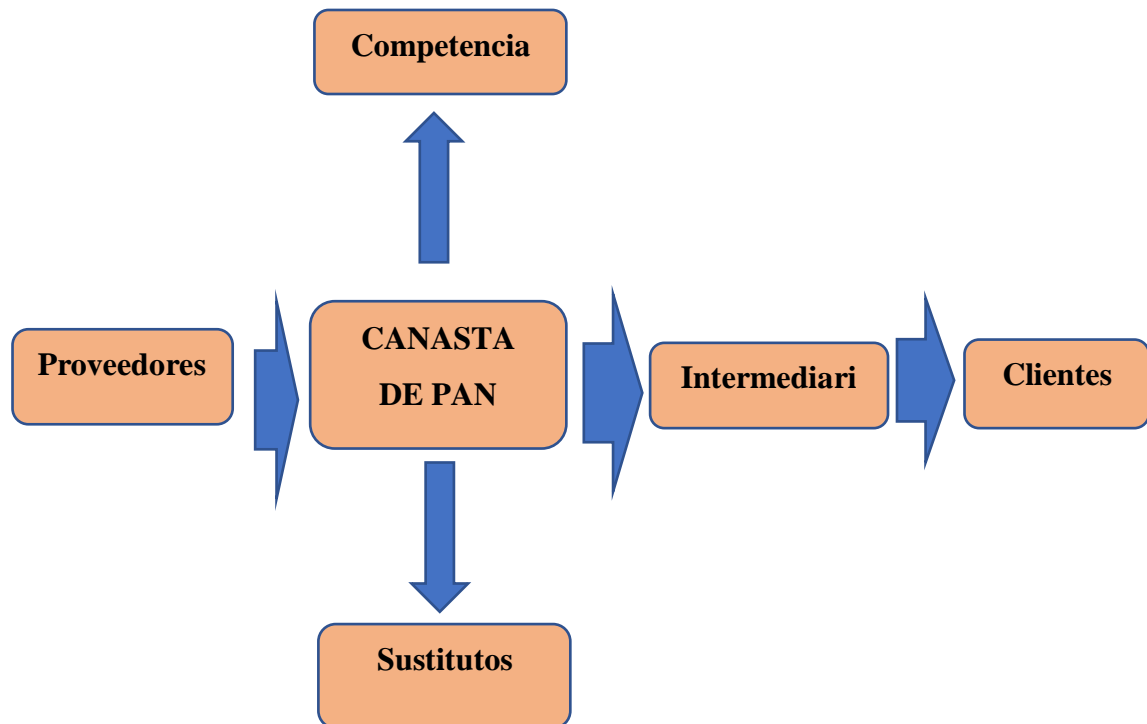 Competencia
Proveedores
CANASTA
DE PAN
Intermediari
Clientes
Sustitutos